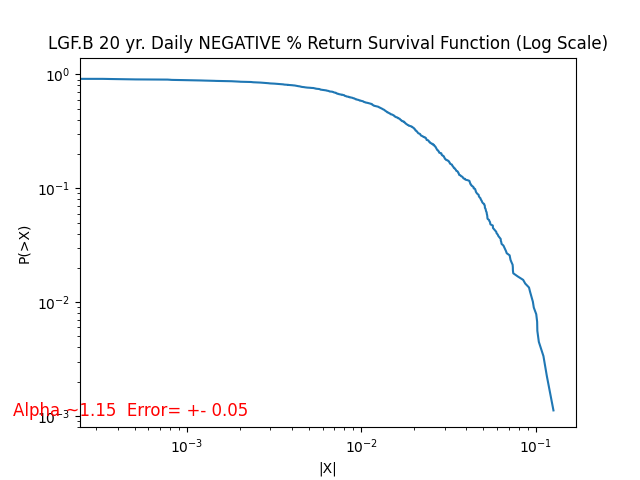 LGF.B 20 yr. Daily NEGATIVE % Return Survival Function (Log Scale)
10⁰
10⁻¹
10⁻²
10⁻³
P(>X)
Alpha ~1.15  Error= +- 0.05
10⁻³ 10⁻² 10⁻¹
|X|